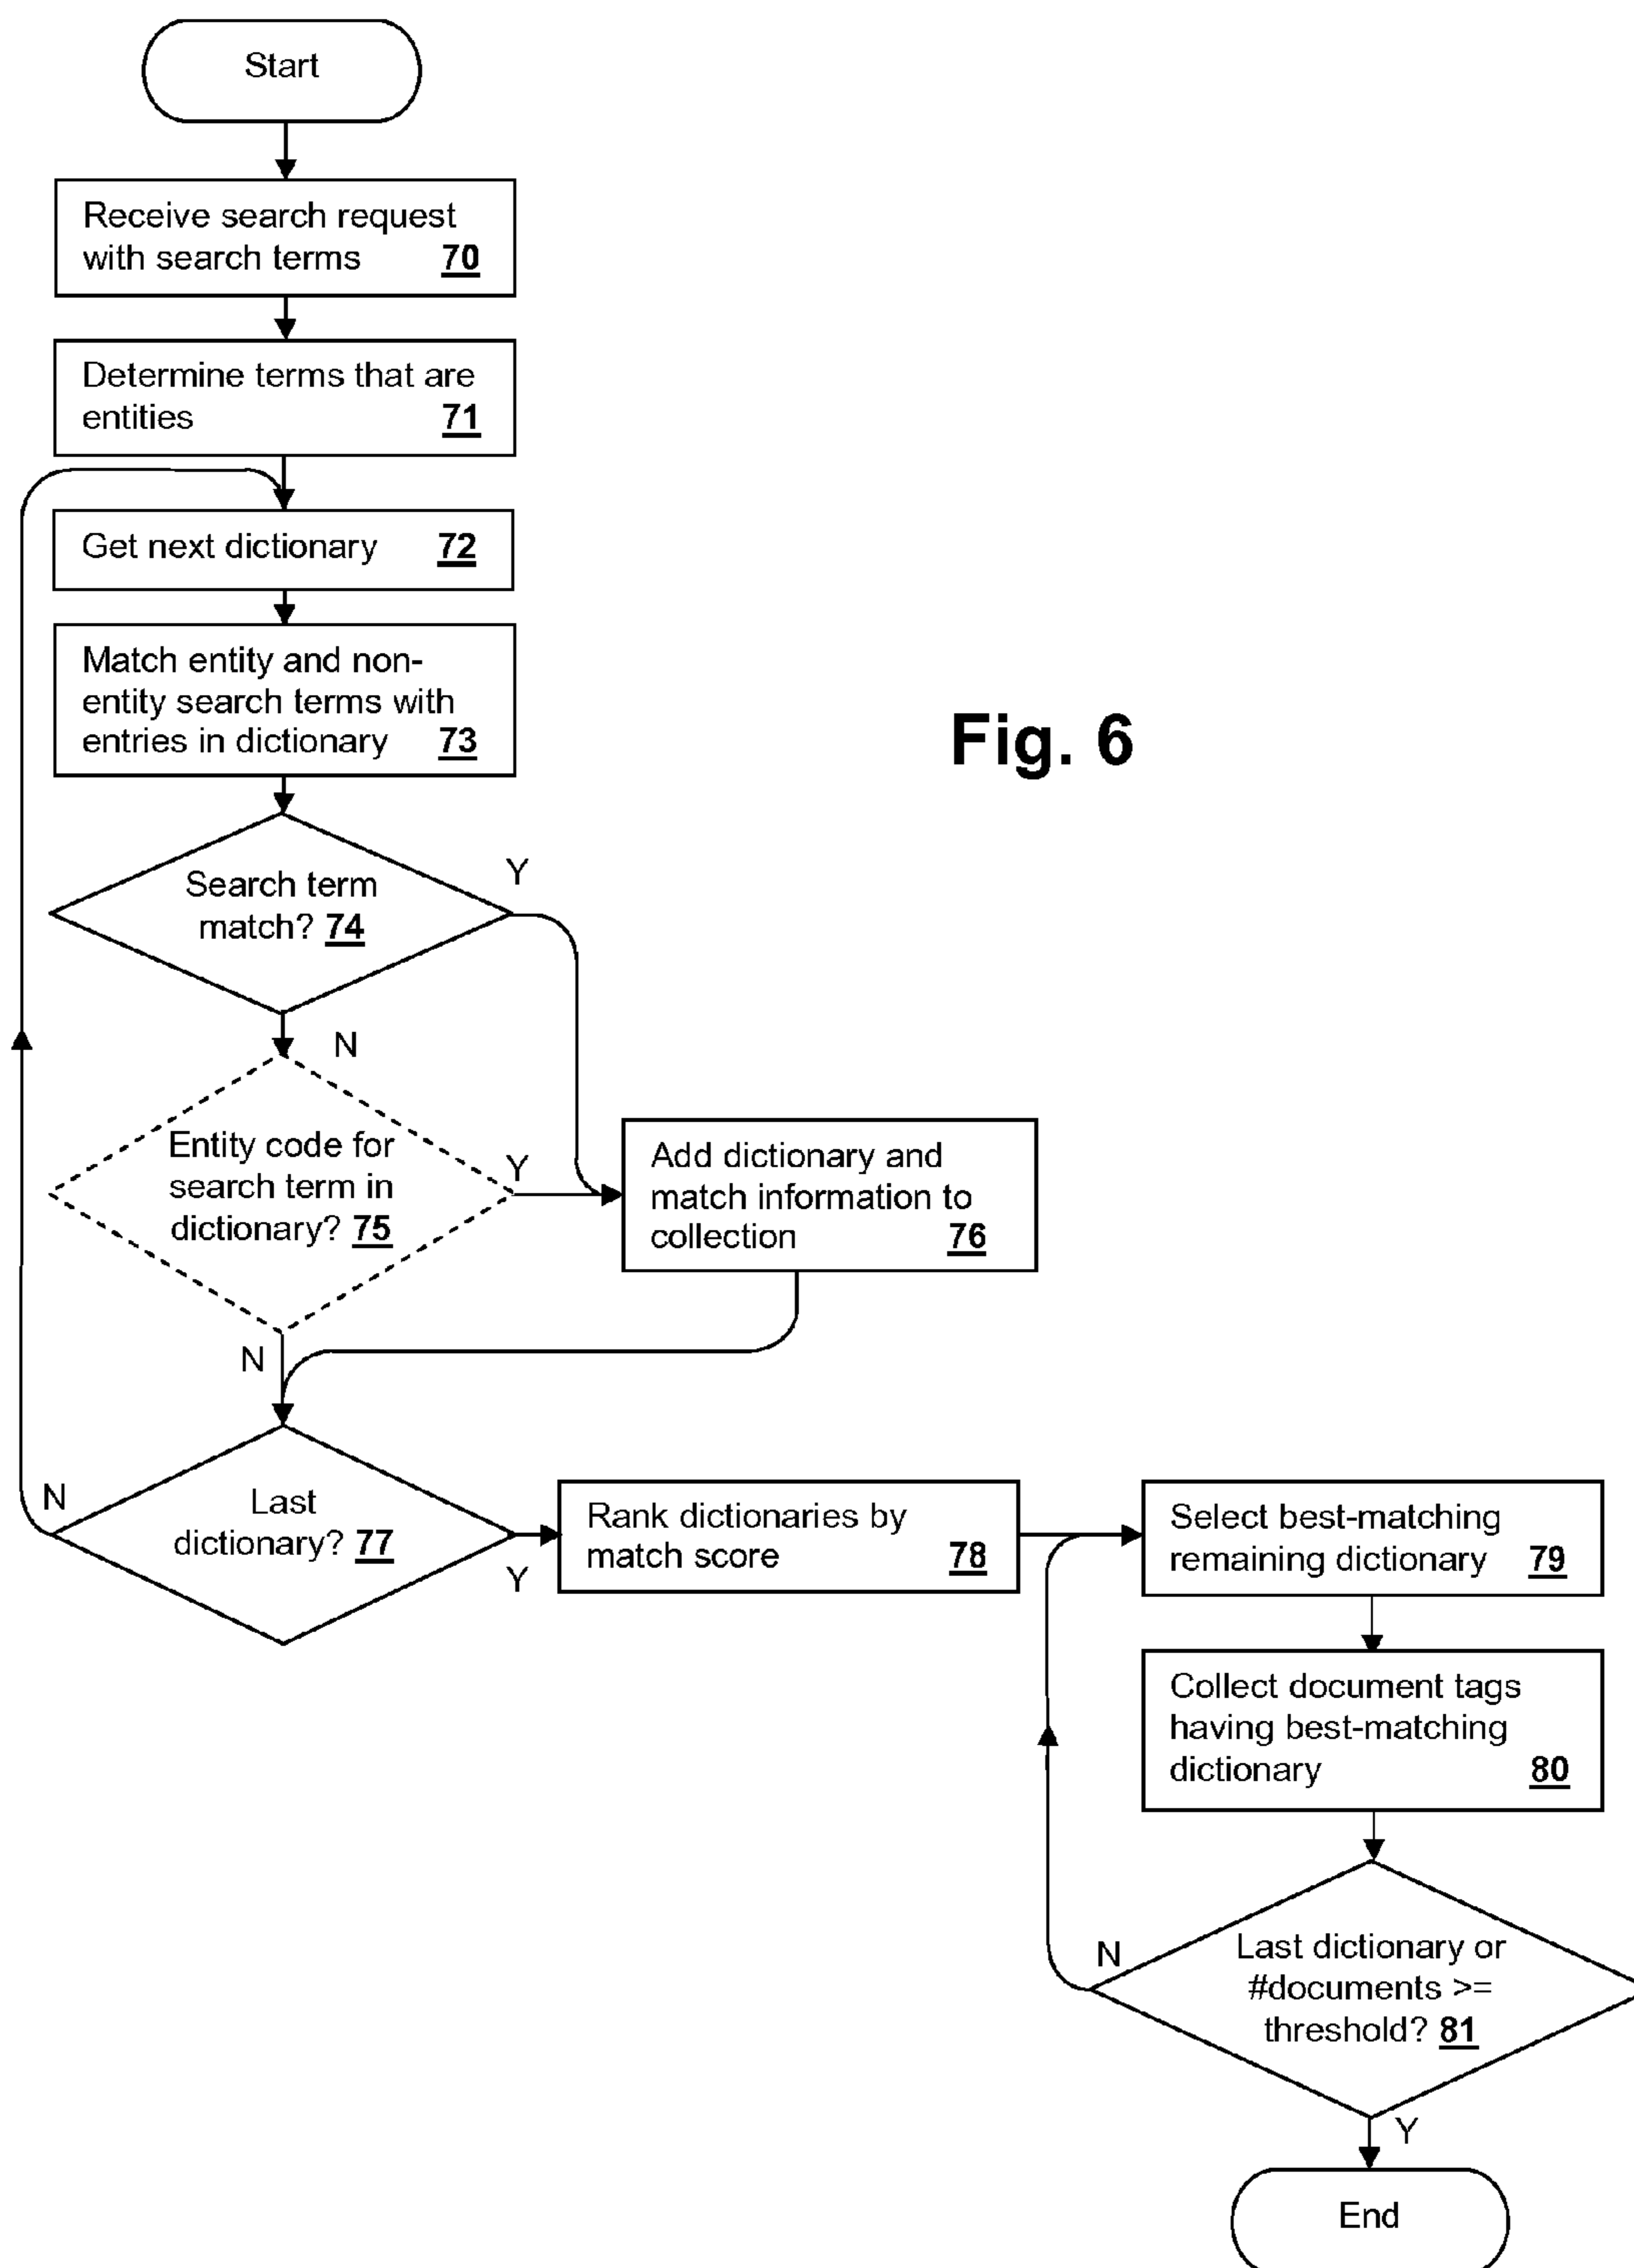 Start
Receive search request
with search terms 70
Determine terms that are
entities 71
Get next dictionary 72
Match entity and non-
entity search terms with
entries in dictionary 73
Fig. 6
Search term
match? 74
Y
N
Entity code for
search term in
dictionary? 75
Y
Add dictionary and
match information to
collection 76
N
Last
dictionary? 77
N
Y
Rank dictionaries by
match score 78
Select best-matching
remaining dictionary 79
Collect document tags
having best-matching
dictionary 80
Last dictionary or
#documents >=
threshold? 81
N
Y
End